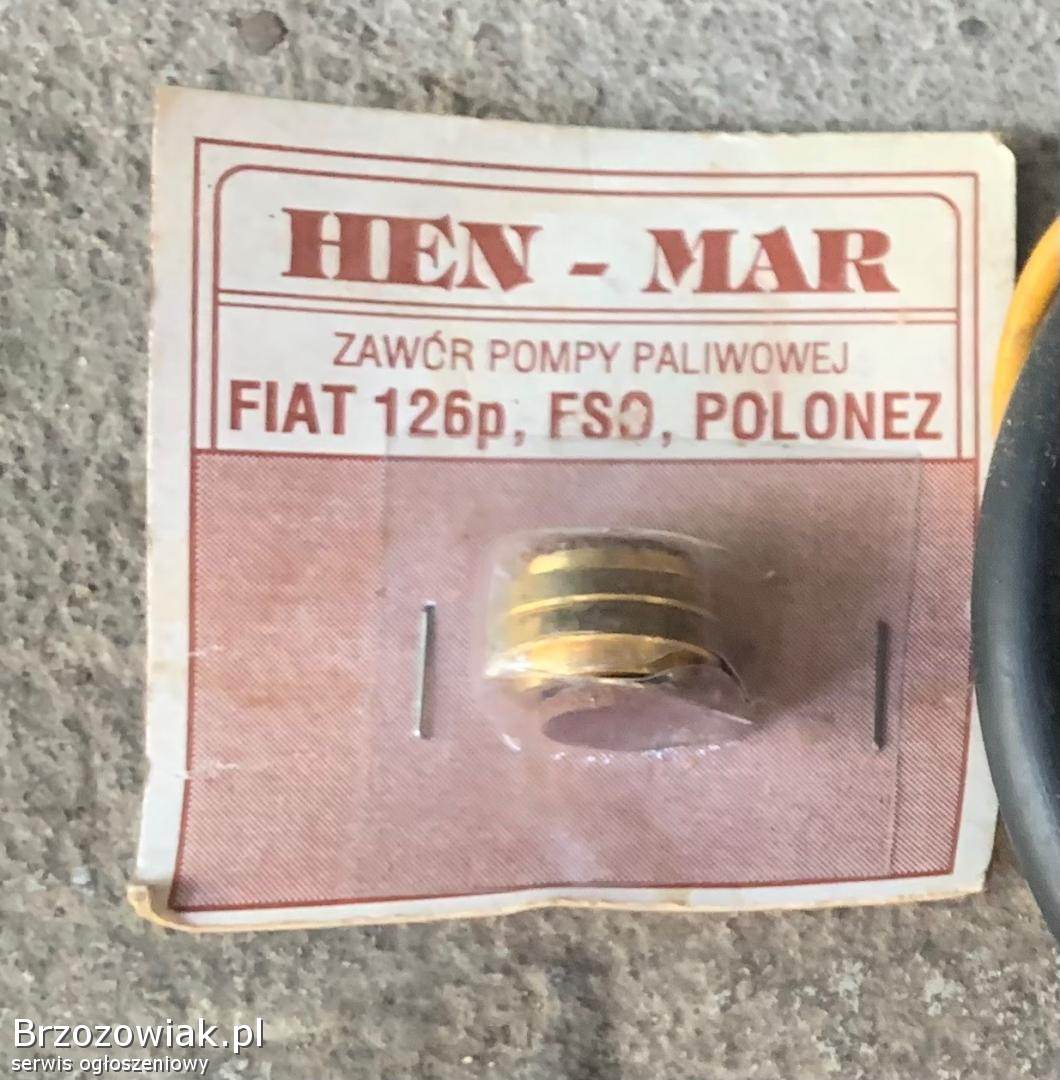 HEN - MAR
ZAWÓR POMPY PALIWOWEJ
FIAT 126p, FSO, POLONEZ
Brzozowiak.pl
serwis ogłoszeniowy